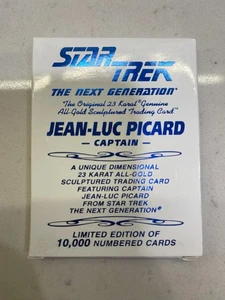 STAR
TREK
THE NEXT GENERATION®
The Original 23 Karat Genuine
All-Gold Sculptured Trading Card™
JEAN-LUC PICARD
– CAPTAIN –
A UNIQUE DIMENSIONAL
23 KARAT ALL-GOLD
SCULPTURED TRADING CARD
FEATURING CAPTAIN
JEAN-LUC PICARD
FROM STAR TREK
THE NEXT GENERATION®
LIMITED EDITION OF
10,000 NUMBERED CARDS